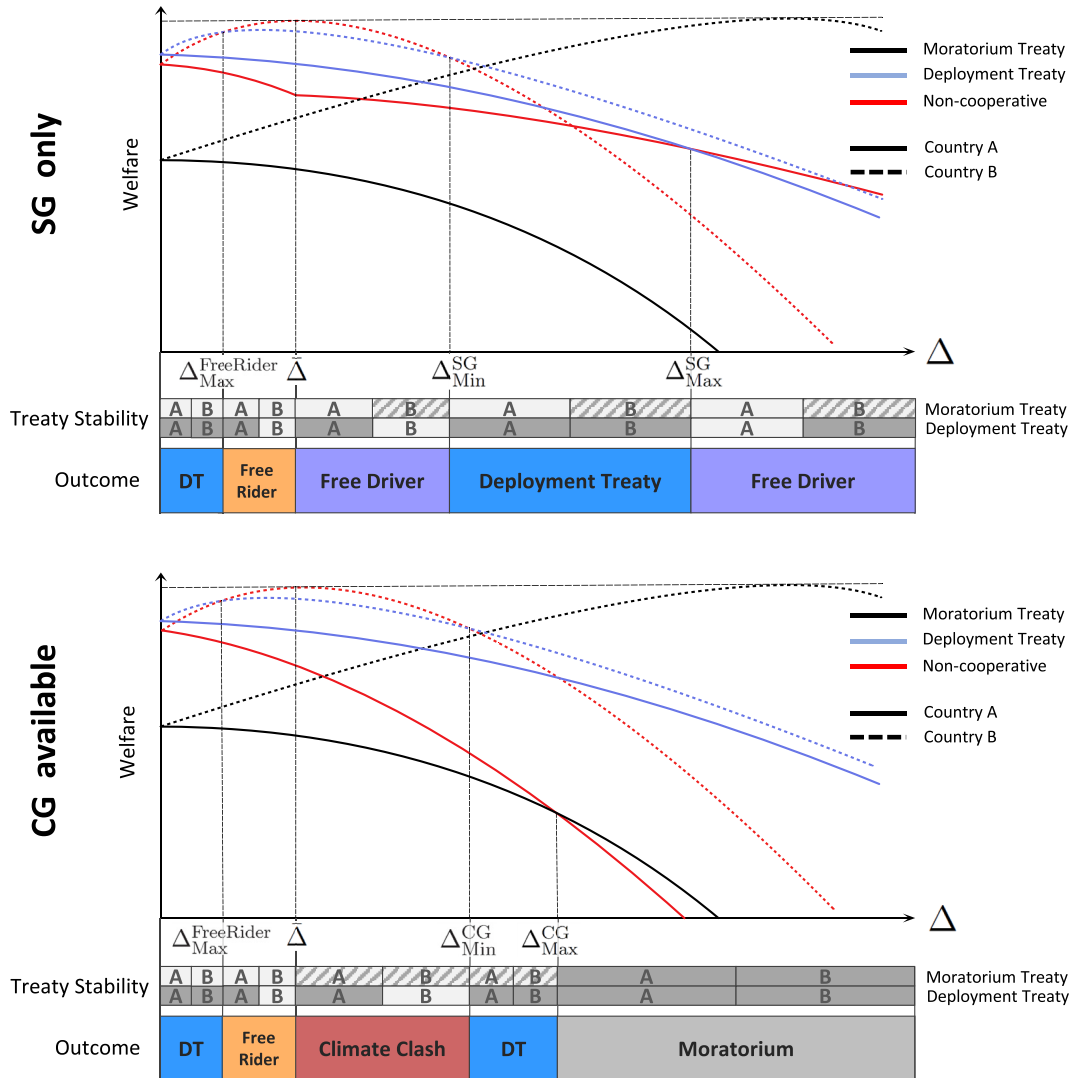 SG only
Welfare
Moratorium Treaty
Deployment Treaty
Non-cooperative
Country A
Country B
Δ
Δ^FreeRider_Max Δ̄ Δ^SG_Min Δ^SG_Max
Treaty Stability
A B A B A B A B A B Moratorium Treaty
A B A B A B A B A B Deployment Treaty
Outcome DT Free Rider Free Driver Deployment Treaty Free Driver
CG available
Welfare
Moratorium Treaty
Deployment Treaty
Non-cooperative
Country A
Country B
Δ
Δ^FreeRider_Max Δ̄ Δ^CG_Min Δ^CG_Max
Treaty Stability
A B A B A B A B A B Moratorium Treaty
A B A B A B A B A B Deployment Treaty
Outcome DT Free Rider Climate Clash DT Moratorium